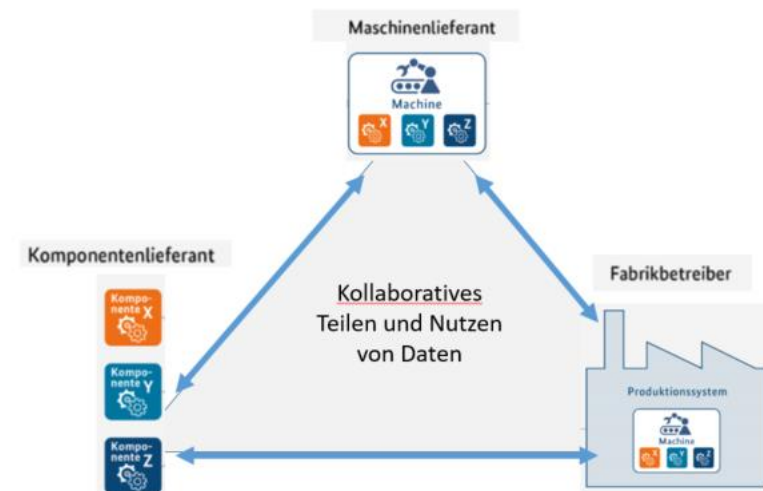 Maschinenlieferant
Machine
X
Y
Z
Komponentenlieferant
Kompo-
nente X
Kompo-
nente Y
Kompo-
nente Z
Kollaboratives
Teilen und Nutzen
von Daten
Fabrikbetreiber
Produktionssystem
Machine
X
Y
Z